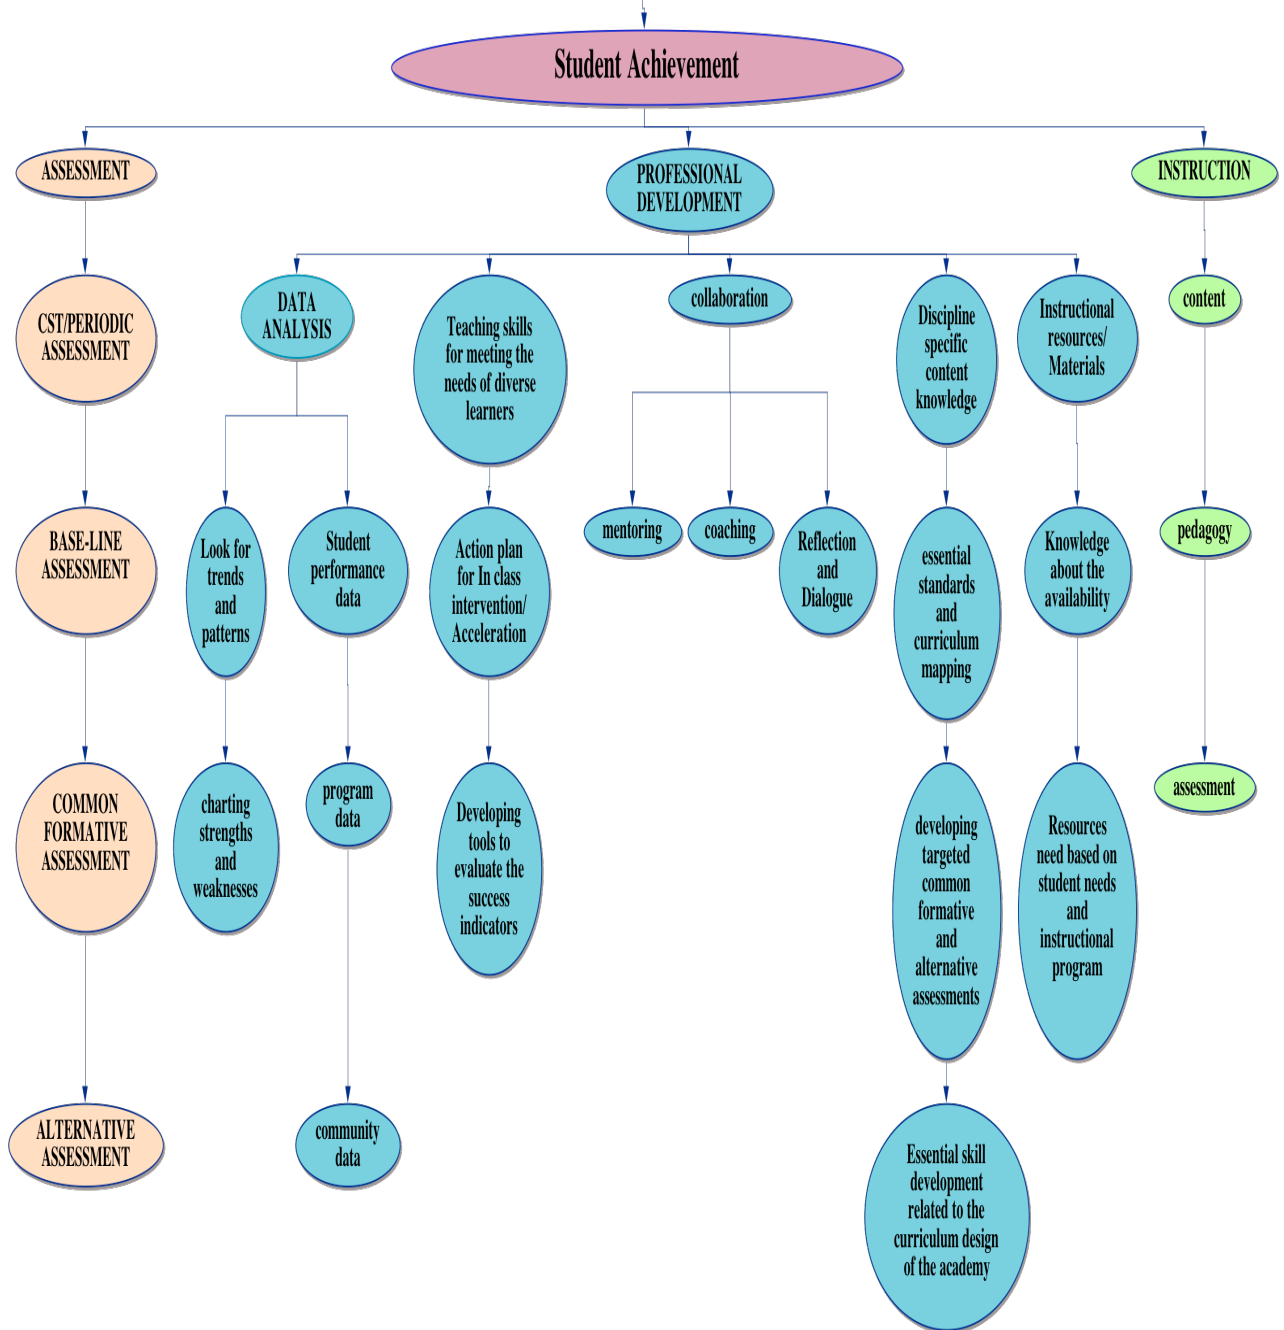 Student Achievement
ASSESSMENT
PROFESSIONAL
DEVELOPMENT
INSTRUCTION
CST/PERIODIC
ASSESSMENT
DATA
ANALYSIS
Teaching skills
for meeting the
needs of diverse
learners
collaboration
Discipline
specific
content
knowledge
Instructional
resources/
Materials
content
BASE-LINE
ASSESSMENT
Look for
trends
and
patterns
Student
performance
data
Action plan
for In class
intervention/
Acceleration
mentoring
coaching
Reflection
and
Dialogue
essential
standards
and
curriculum
mapping
Knowledge
about the
availability
pedagogy
COMMON
FORMATIVE
ASSESSMENT
charting
strengths
and
weaknesses
program
data
Developing
tools to
evaluate the
success
indicators
developing
targeted
common
formative
and
alternative
assessments
Resources
need based on
student needs
and
instructional
program
assessment
ALTERNATIVE
ASSESSMENT
community
data
Essential skill
development
related to the
curriculum design
of the academy